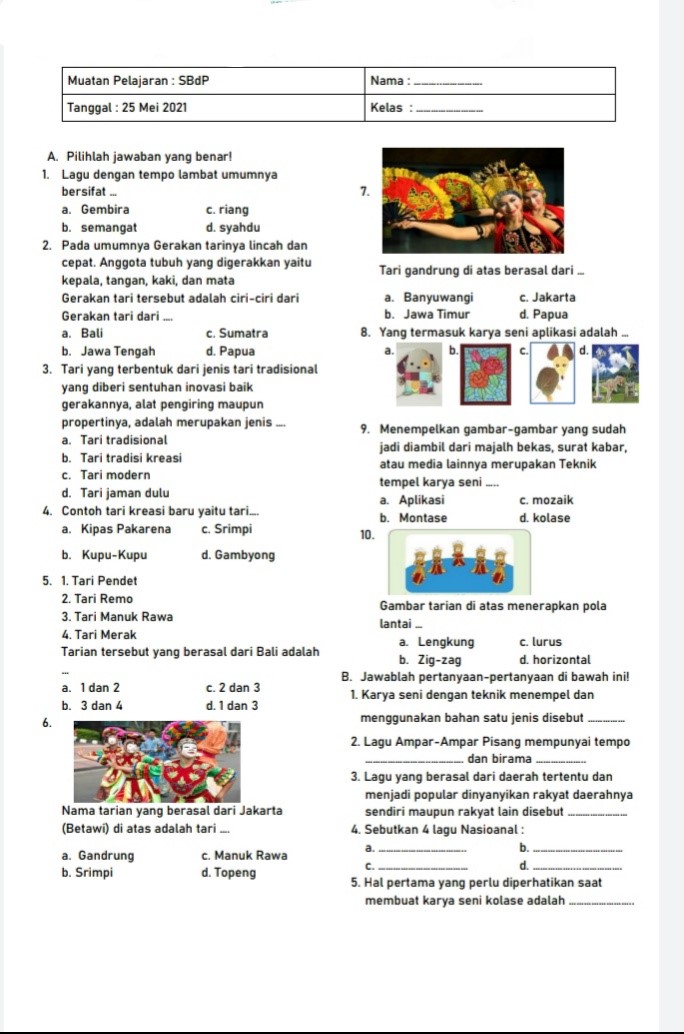 Muatan Pelajaran : SBdP
Nama : ....................
Tanggal : 25 Mei 2021
Kelas : ....................
A. Pilihlah jawaban yang benar!
1. Lagu dengan tempo lambat umumnya
bersifat ...
a. Gembira c. riang
b. semangat d. syahdu
2. Pada umumnya Gerakan tarinya lincah dan
cepat. Anggota tubuh yang digerakkan yaitu
kepala, tangan, kaki, dan mata
Gerakan tari tersebut adalah ciri-ciri dari
Gerakan tari dari ....
a. Bali c. Sumatra
b. Jawa Tengah d. Papua
3. Tari yang terbentuk dari jenis tari tradisional
yang diberi sentuhan inovasi baik
gerakannya, alat pengiring maupun
propertinya, adalah merupakan jenis ....
a. Tari tradisional
b. Tari tradisi kreasi
c. Tari modern
d. Tari jaman dulu
4. Contoh tari kreasi baru yaitu tari....
a. Kipas Pakarena c. Srimpi
b. Kupu-Kupu d. Gambyong
5. 1. Tari Pendet
2. Tari Remo
3. Tari Manuk Rawa
4. Tari Merak
Tarian tersebut yang berasal dari Bali adalah
...
a. 1 dan 2 c. 2 dan 3
b. 3 dan 4 d. 1 dan 3
6.
Nama tarian yang berasal dari Jakarta
(Betawi) di atas adalah tari ....
a. Gandrung c. Manuk Rawa
b. Srimpi d. Topeng
7.
Tari gandrung di atas berasal dari ...
a. Banyuwangi c. Jakarta
b. Jawa Timur d. Papua
8. Yang termasuk karya seni aplikasi adalah ...
a. b. c. d.
9. Menempelkan gambar-gambar yang sudah
jadi diambil dari majalh bekas, surat kabar,
atau media lainnya merupakan Teknik
tempel karya seni .....
a. Aplikasi c. mozaik
b. Montase d. kolase
10.
Gambar tarian di atas menerapkan pola
lantai ...
a. Lengkung c. lurus
b. Zig-zag d. horizontal
B. Jawablah pertanyaan-pertanyaan di bawah ini!
1. Karya seni dengan teknik menempel dan
menggunakan bahan satu jenis disebut ............
2. Lagu Ampar-Ampar Pisang mempunyai tempo
.............................. dan birama ................
3. Lagu yang berasal dari daerah tertentu dan
menjadi popular dinyanyikan rakyat daerahnya
sendiri maupun rakyat lain disebut ...................
4. Sebutkan 4 lagu Nasioanal :
a. ............................ b. ............................
c. ............................ d. ............................
5. Hal pertama yang perlu diperhatikan saat
membuat karya seni kolase adalah .....................